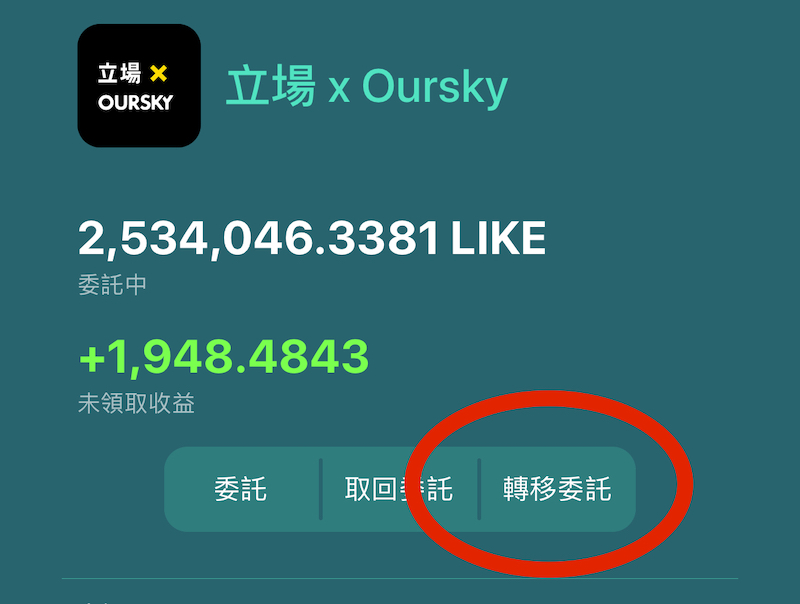 立場 ×
OURSKY
立場 x Oursky
2,534,046.3381 LIKE
委託中
+1,948.4843
未領取收益
委託
取回委託
轉移委託